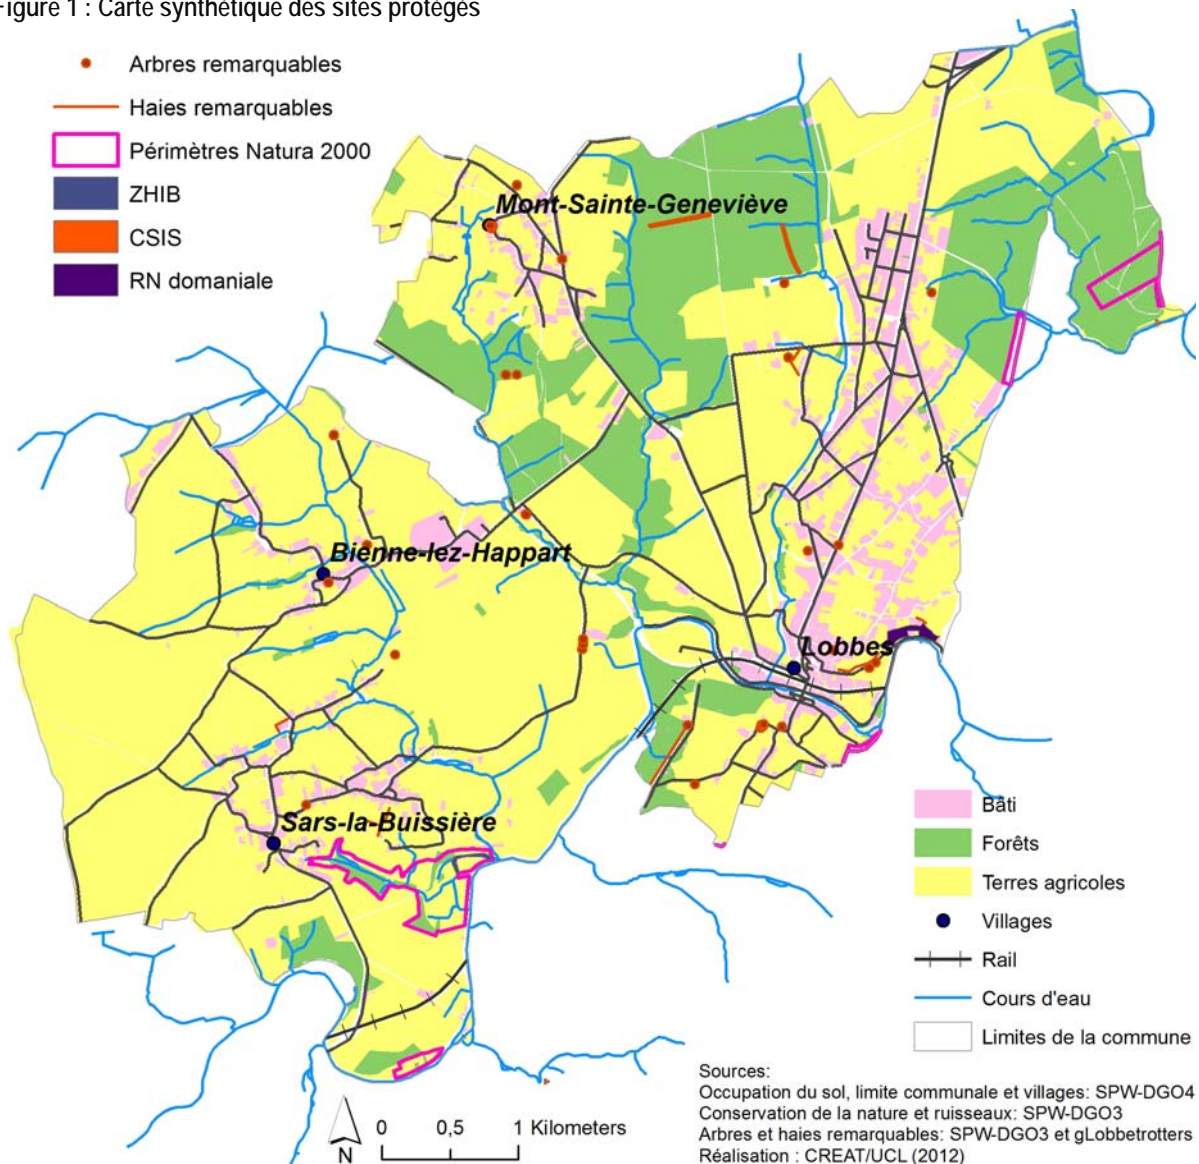 Figure 1 : Carte synthétique des sites protégés
Arbres remarquables
Haies remarquables
Périmètres Natura 2000
ZHIB
CSIS
RN domaniale
Mont-Sainte-Geneviève
Bienne-lez-Happart
Lobbes
Sars-la-Buissière
Bâti
Forêts
Terres agricoles
Villages
Rail
Cours d'eau
Limites de la commune
N
0 0,5 1 Kilometers
Sources:
Occupation du sol, limite communale et villages: SPW-DGO4
Conservation de la nature et ruisseaux: SPW-DGO3
Arbres et haies remarquables: SPW-DGO3 et gLobbetrotters
Réalisation : CREAT/UCL (2012)